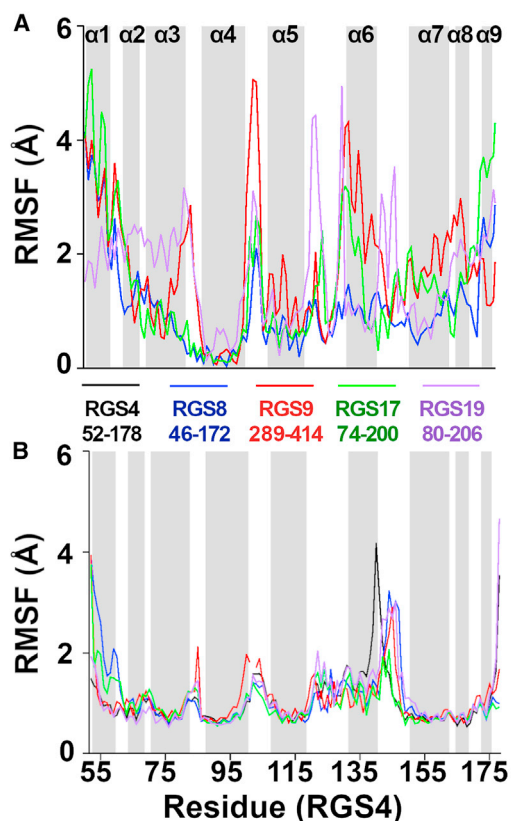 A
α1 α2 α3 α4 α5 α6 α7 α8 α9
6
4
2
0
RMSF (Å)
RGS4 RGS8 RGS9 RGS17 RGS19
52-178 46-172 289-414 74-200 80-206
B
6
4
2
0
RMSF (Å)
55 75 95 115 135 155 175
Residue (RGS4)